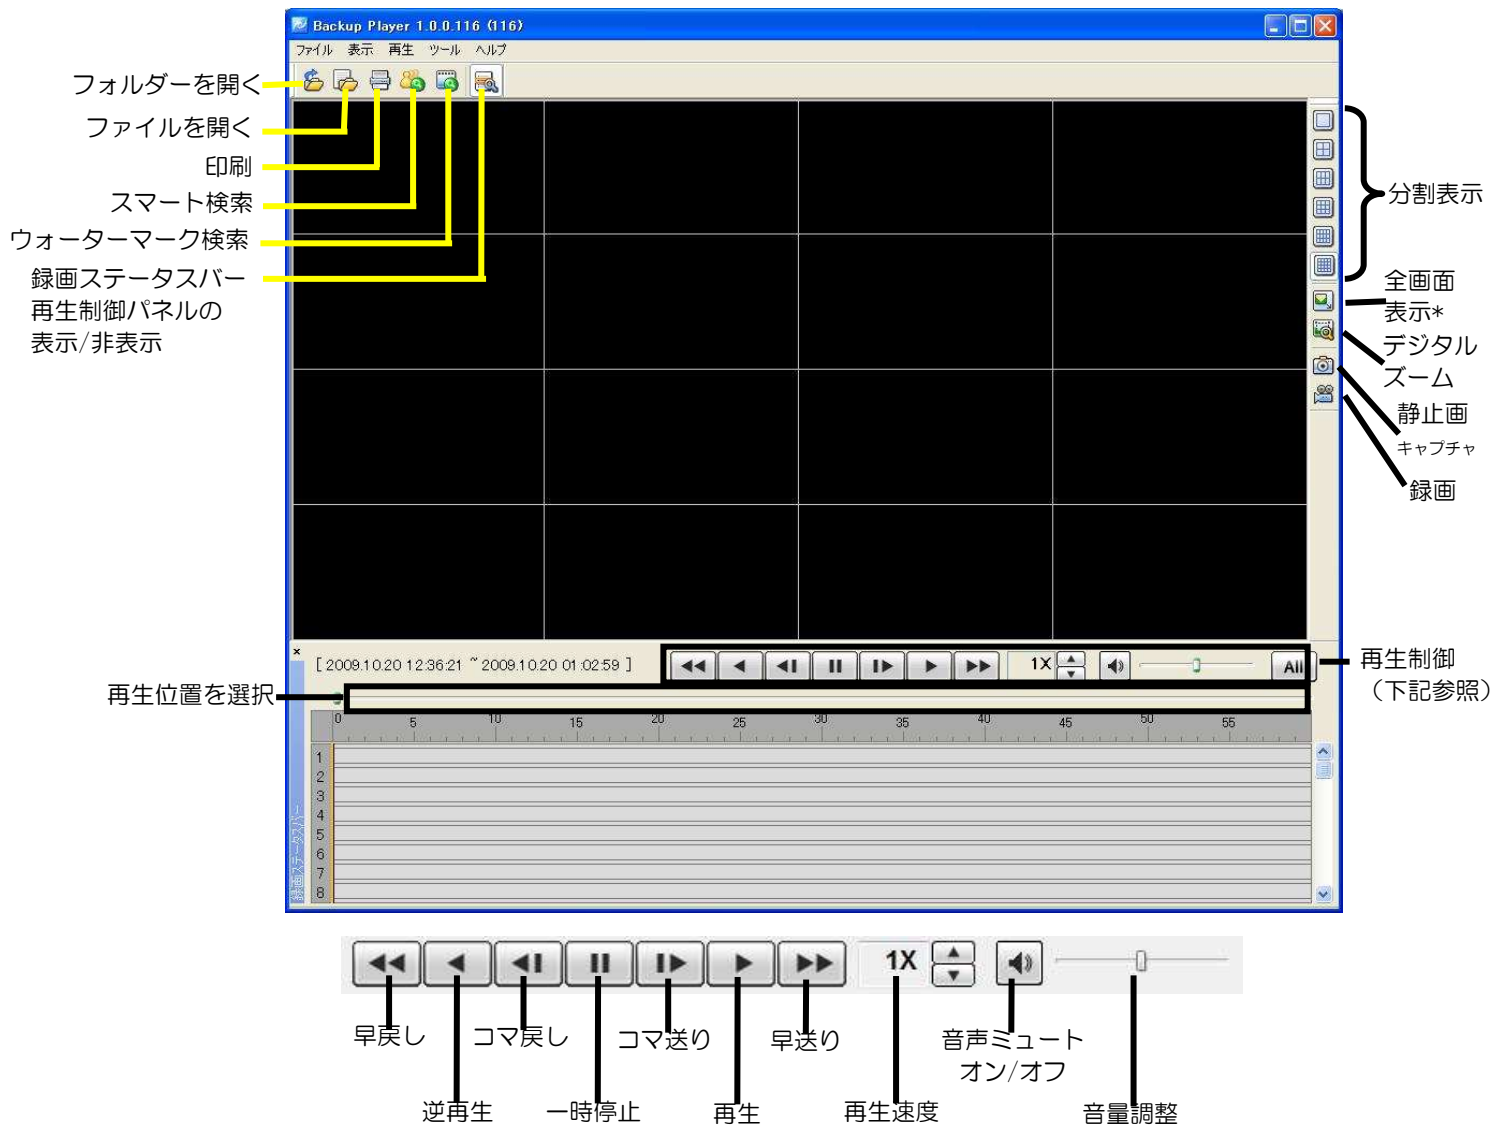 Backup Player 1.0.0.116 (116)
ファイル 表示 再生 ツール ヘルプ
フォルダーを開く
ファイルを開く
印刷
スマート検索
ウォーターマーク検索
録画ステータスバー
再生制御パネルの
表示/非表示
分割表示
全画面
表示*
デジタル
ズーム
静止画
キャプチャ
録画
[ 2009.10.20 12:36:21 ~ 2009.10.20 01:02:59 ]
1X
All
再生制御
（下記参照）
再生位置を選択
0 5 10 15 20 25 30 35 40 45 50 55
1
2
3
4
5
6
7
8
録画ステータスバー
1X
早戻し
コマ戻し
コマ送り
早送り
音声ミュート
オン/オフ
逆再生
一時停止
再生
再生速度
音量調整